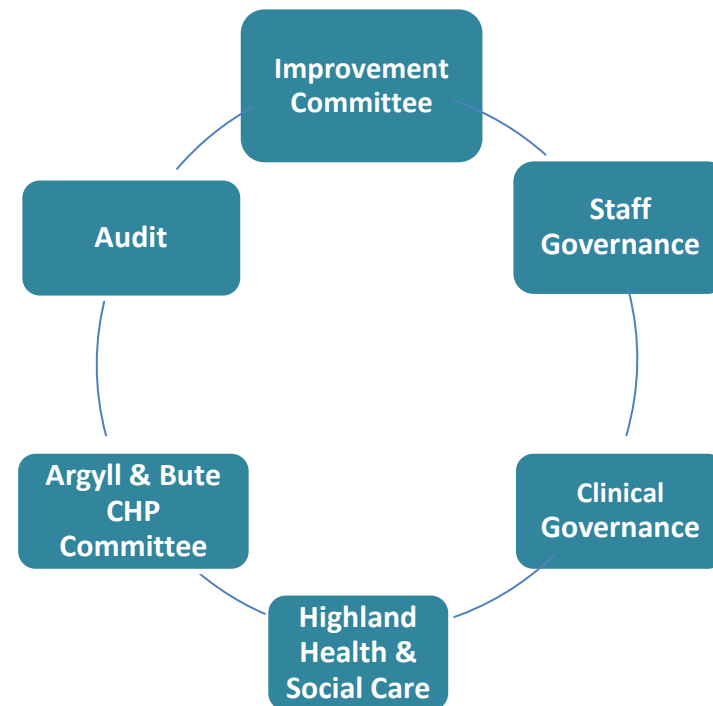 Improvement
Committee
Staff
Governance
Clinical
Governance
Highland
Health &
Social Care
Argyll & Bute
CHP
Committee
Audit